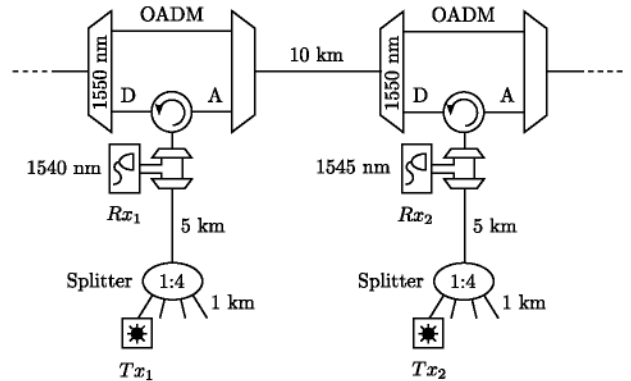 OADM
OADM
1550 nm
10 km
1550 nm
D
A
D
A
1540 nm
1545 nm
Rx1
Rx2
5 km
5 km
Splitter
1:4
Splitter
1:4
1 km
1 km
Tx1
Tx2